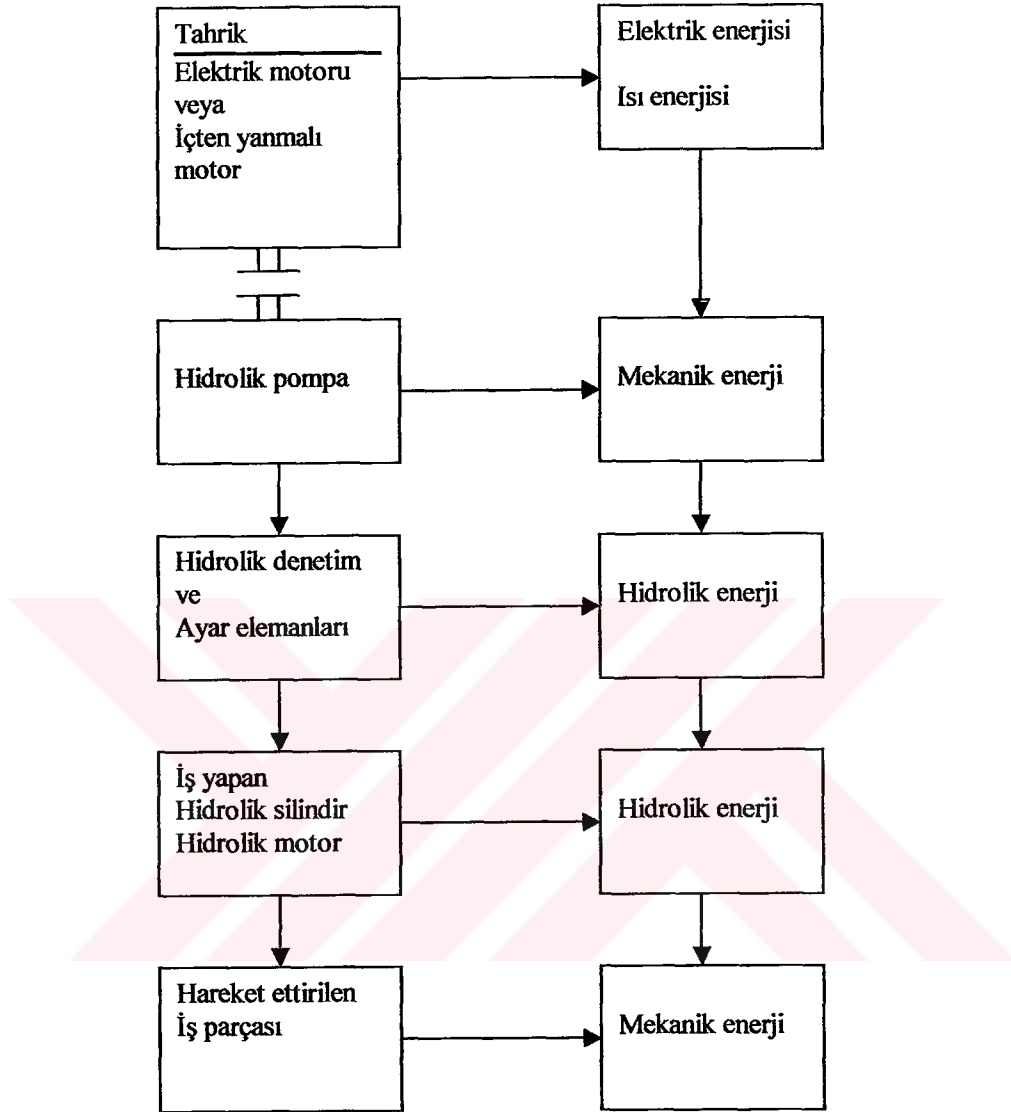 Tahrik
Elektrik motoru
veya
İçten yanmalı
motor
Elektrik enerjisi
Isı enerjisi
Hidrolik pompa
Mekanik enerji
Hidrolik denetim
ve
Ayar elemanları
Hidrolik enerji
İş yapan
Hidrolik silindir
Hidrolik motor
Hidrolik enerji
Hareket ettirilen
İş parçası
Mekanik enerji